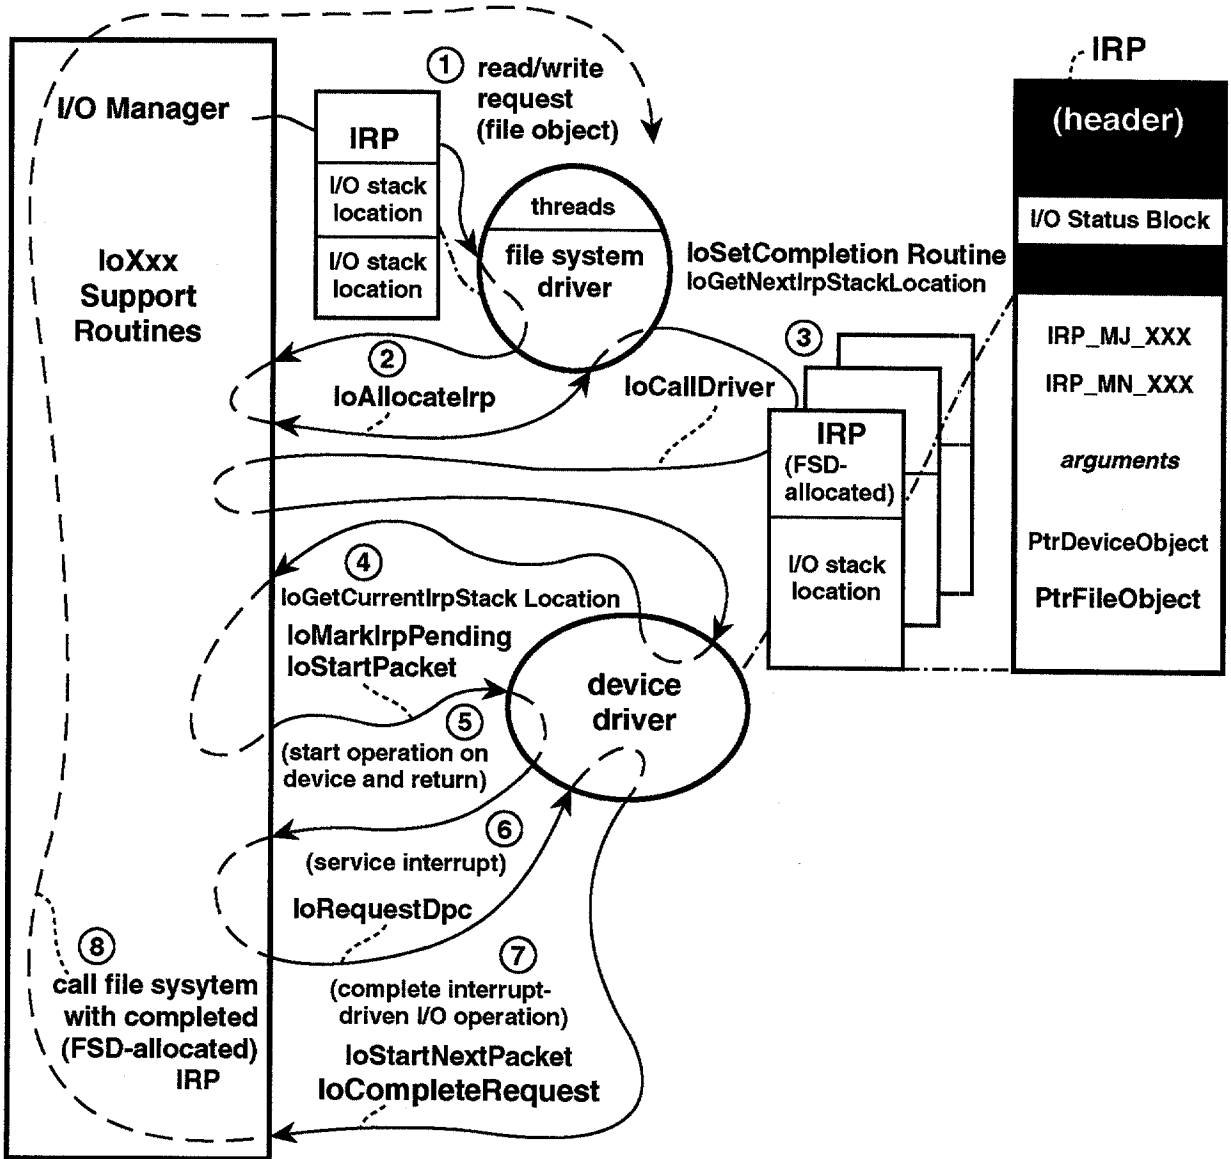 I/O Manager
IoXxx
Support
Routines
IRP
I/O stack
location
I/O stack
location
1
read/write
request
(file object)
threads
file system
driver
IoSetCompletion Routine
IoGetNextIrpStackLocation
2
IoAllocateIrp
IoCallDriver
3
IRP
(FSD-
allocated)
I/O stack
location
IRP
(header)
I/O Status Block
IRP_MJ_XXX
IRP_MN_XXX
arguments
PtrDeviceObject
PtrFileObject
4
IoGetCurrentIrpStack Location
IoMarkIrpPending
IoStartPacket
device
driver
5
(start operation on
device and return)
6
(service interrupt)
IoRequestDpc
7
(complete interrupt-
driven I/O operation)
IoStartNextPacket
IoCompleteRequest
8
call file sysytem
with completed
(FSD-allocated)
IRP